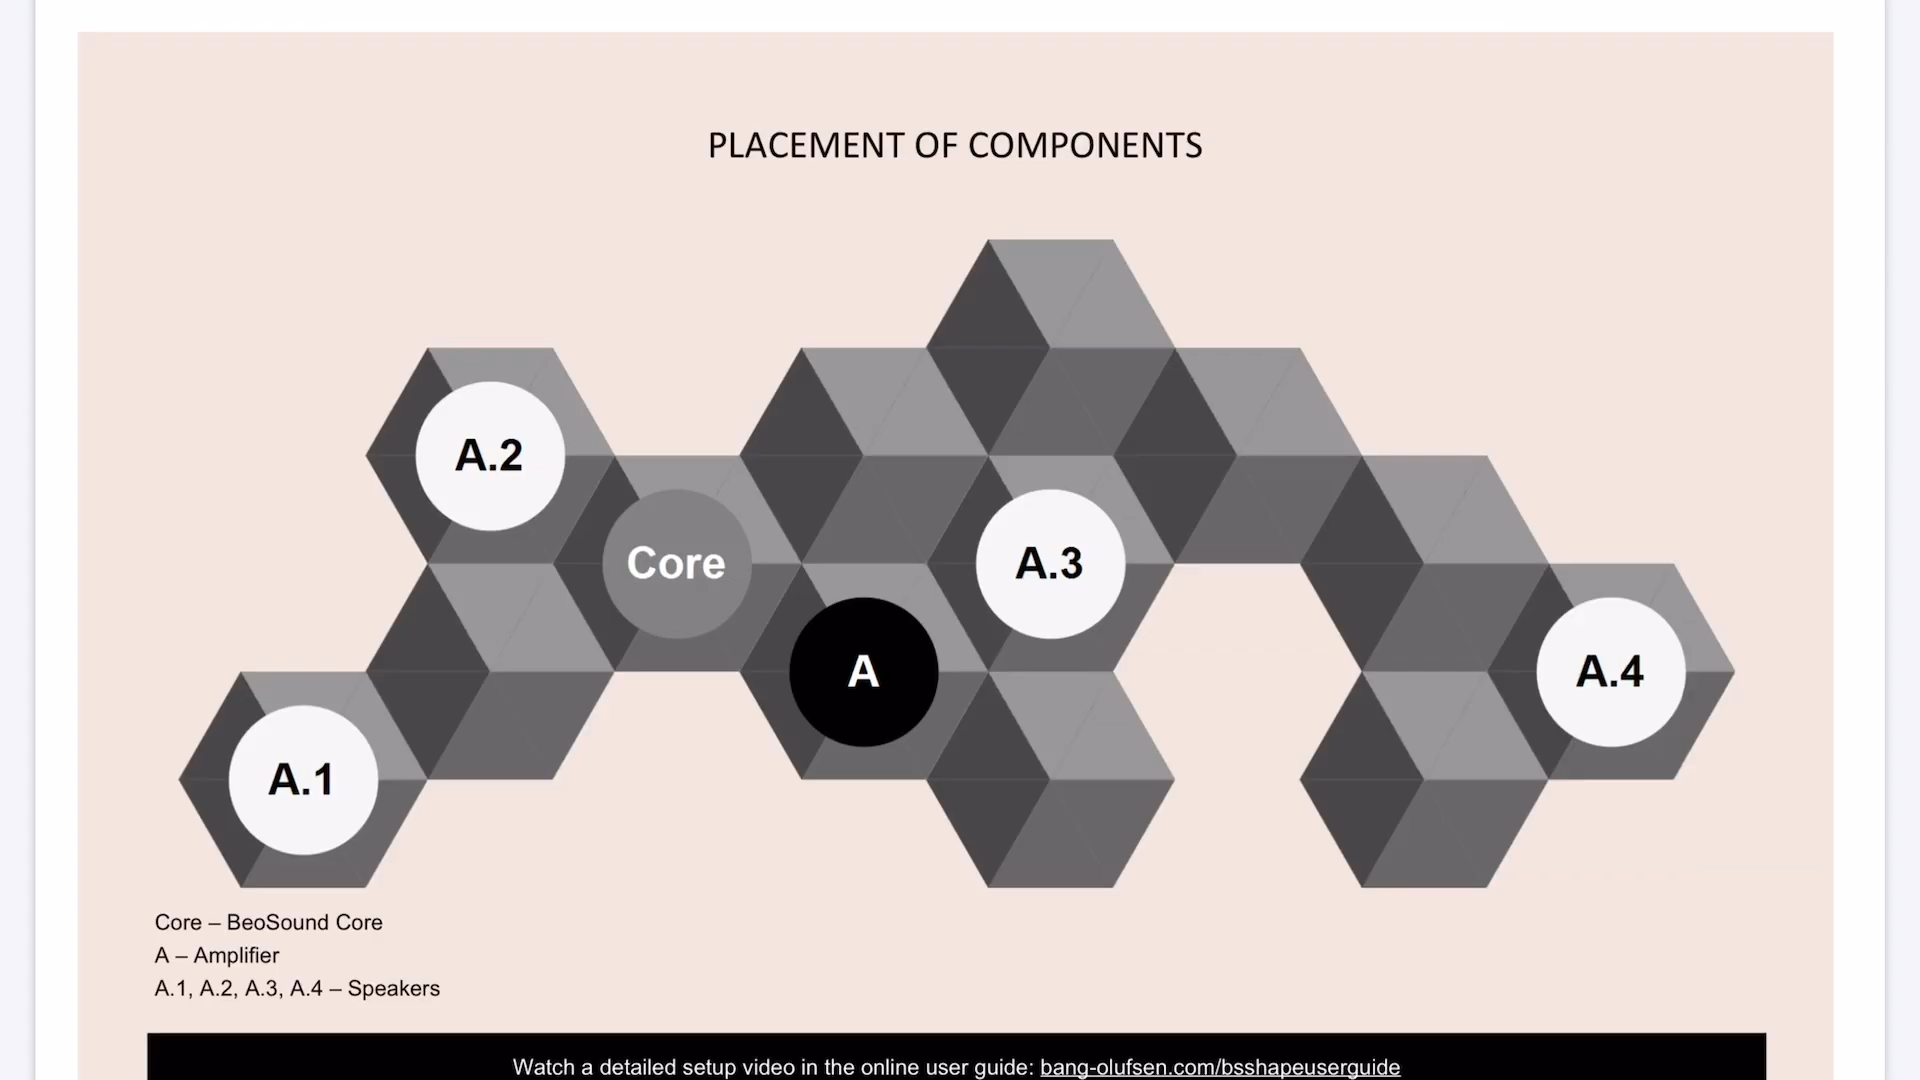 PLACEMENT OF COMPONENTS
A.2
Core
A.3
A
A.4
A.1
Core – BeoSound Core
A – Amplifier
A.1, A.2, A.3, A.4 – Speakers
Watch a detailed setup video in the online user guide: bang-olufsen.com/bsshapeuserguide